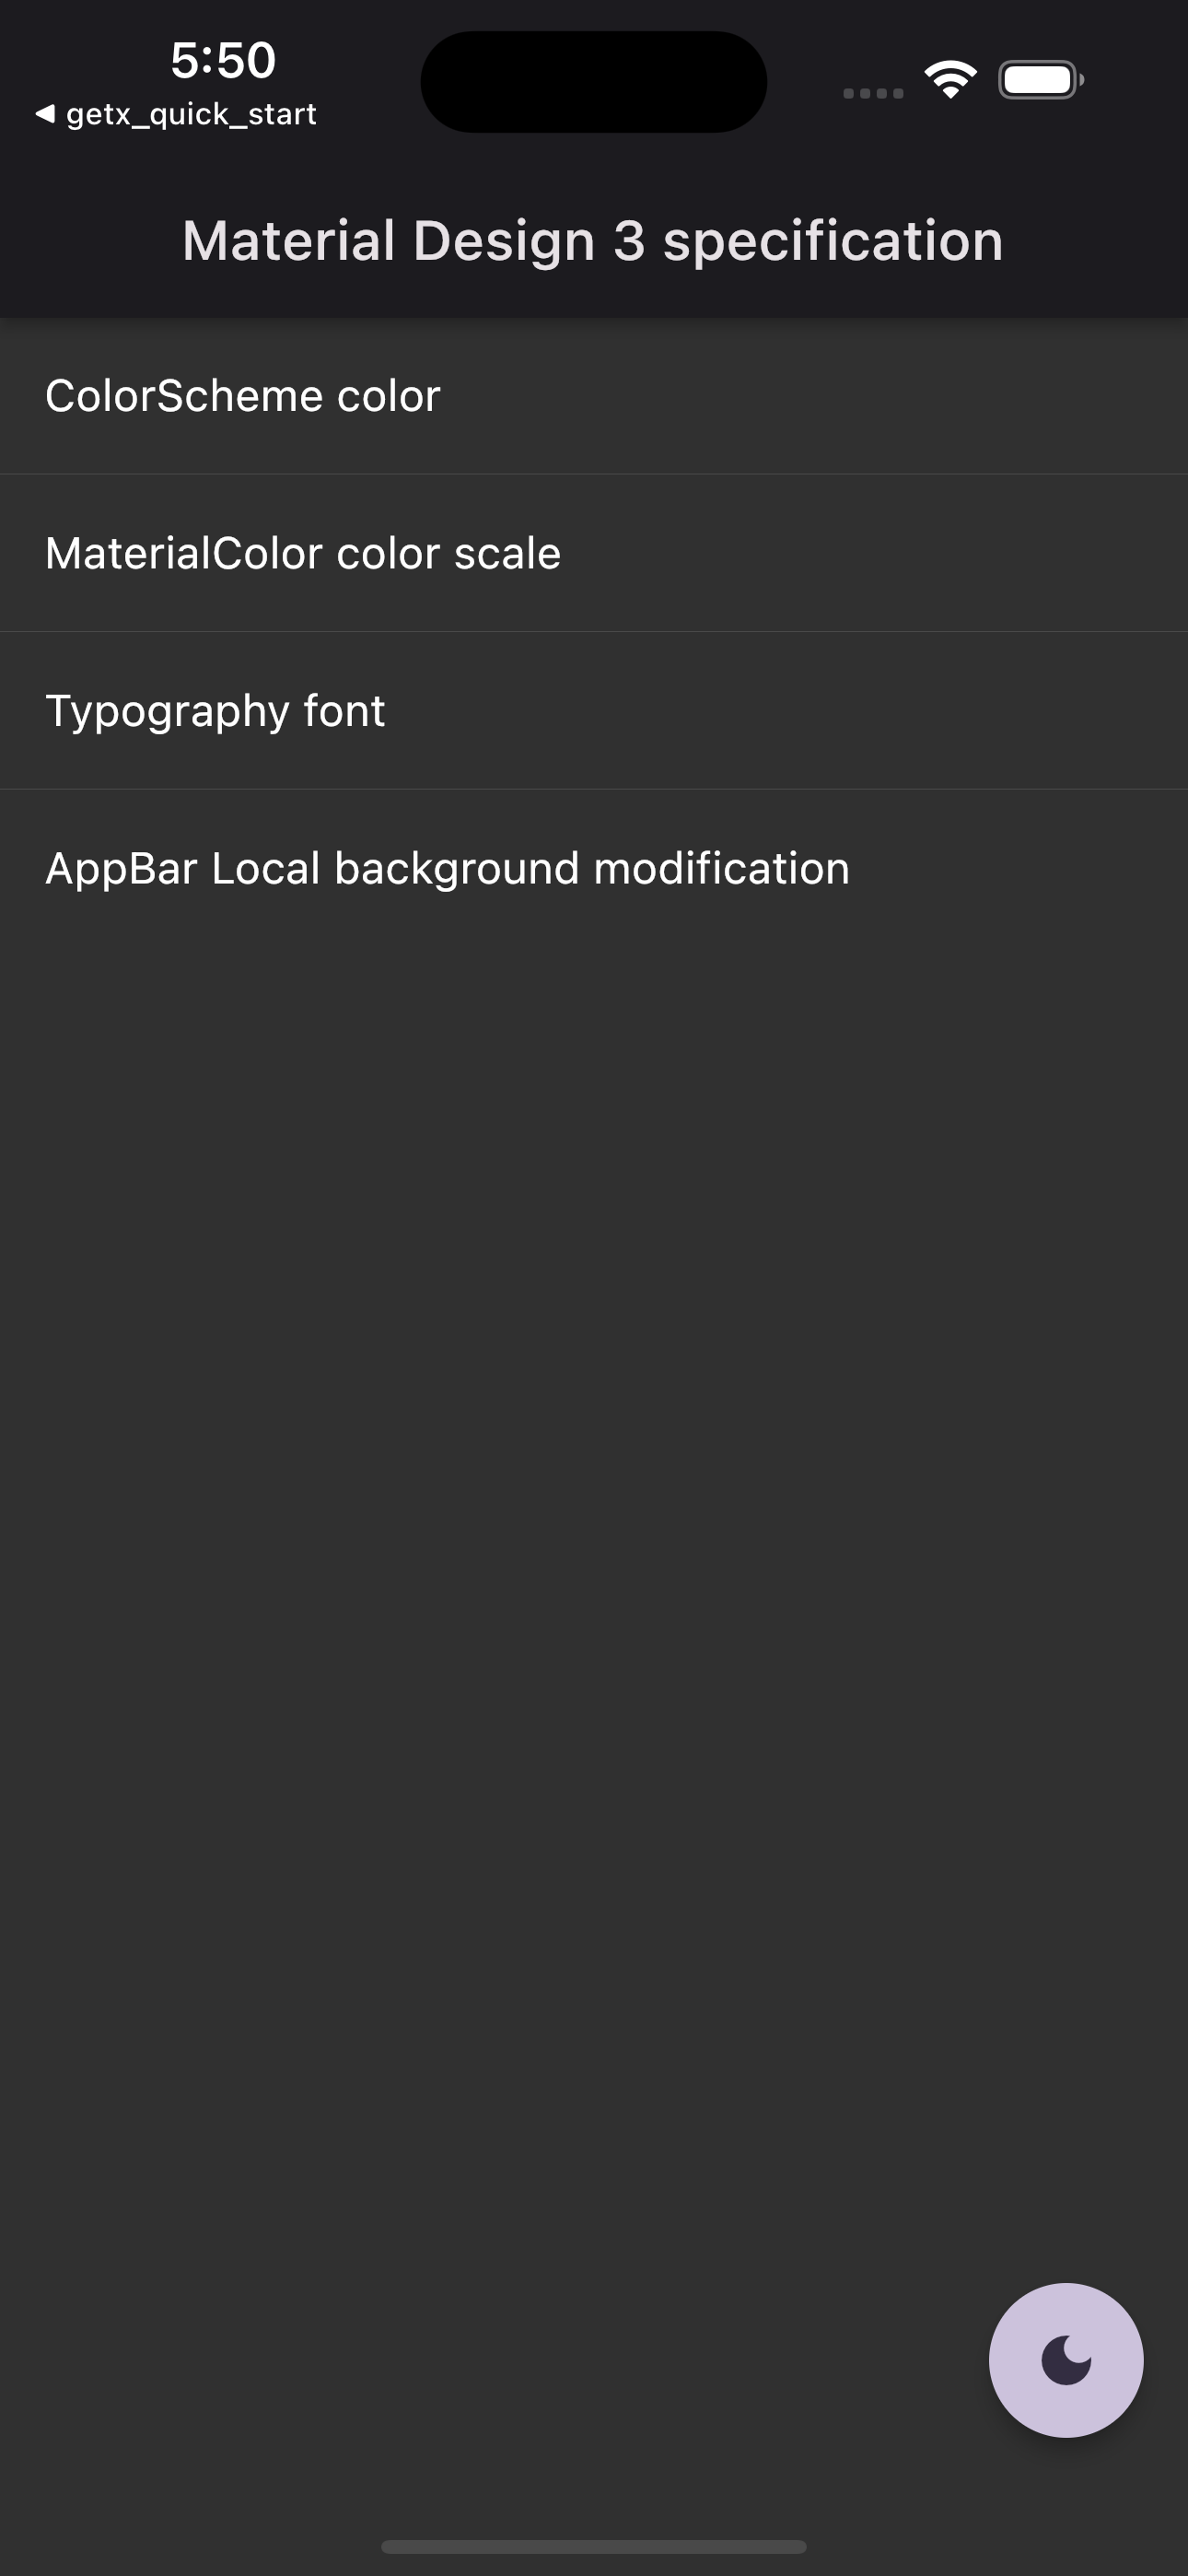 5:50
getx_quick_start
Material Design 3 specification
ColorScheme color
MaterialColor color scale
Typography font
AppBar Local background modification